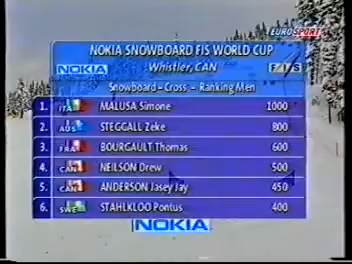 EUROSPORT
NOKIA SNOWBOARD FIS WORLD CUP
NOKIA Whistler, CAN F/I/S
Snowboard - Cross - Ranking Men
1. ITA MALUSA Simone 1000
2. AUS STEGGALL Zeke 800
3. FRA BOURGAULT Thomas 600
4. CAN NEILSON Drew 500
5. CAN ANDERSON Jasey Jay 450
6. SWE STAHLKLOO Pontus 400
NOKIA